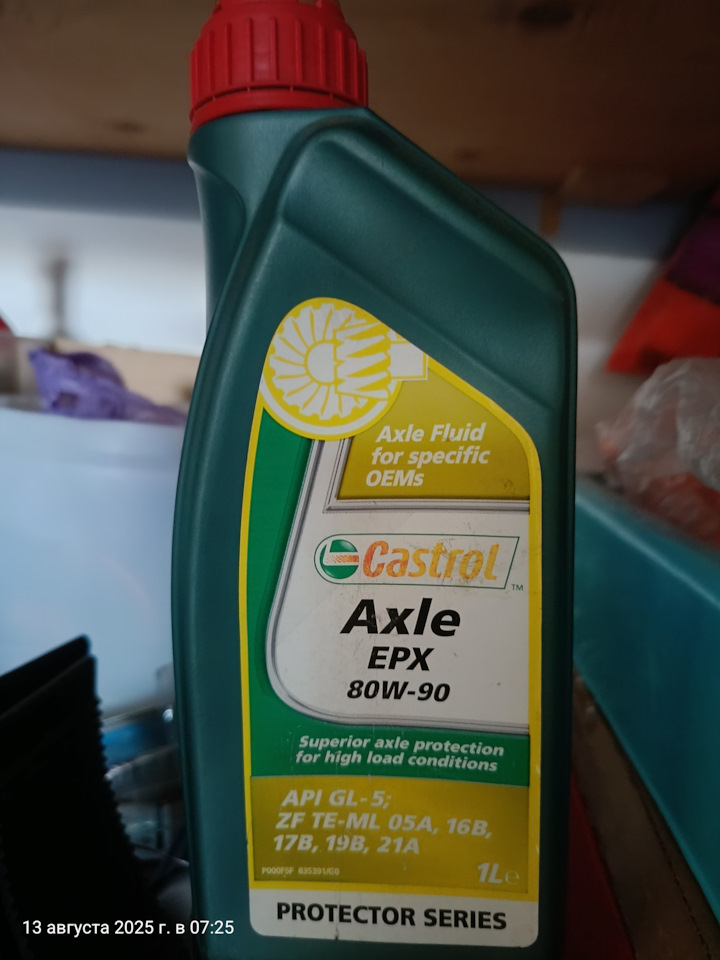 Axle Fluid
for specific
OEMs
Castrol
TM
Axle
EPX
80W-90
Superior axle protection
for high load conditions
API GL-5;
ZF TE-ML 05A, 16B,
17B, 19B, 21A
1L e
PROTECTOR SERIES
13 августа 2025 г. в 07:25